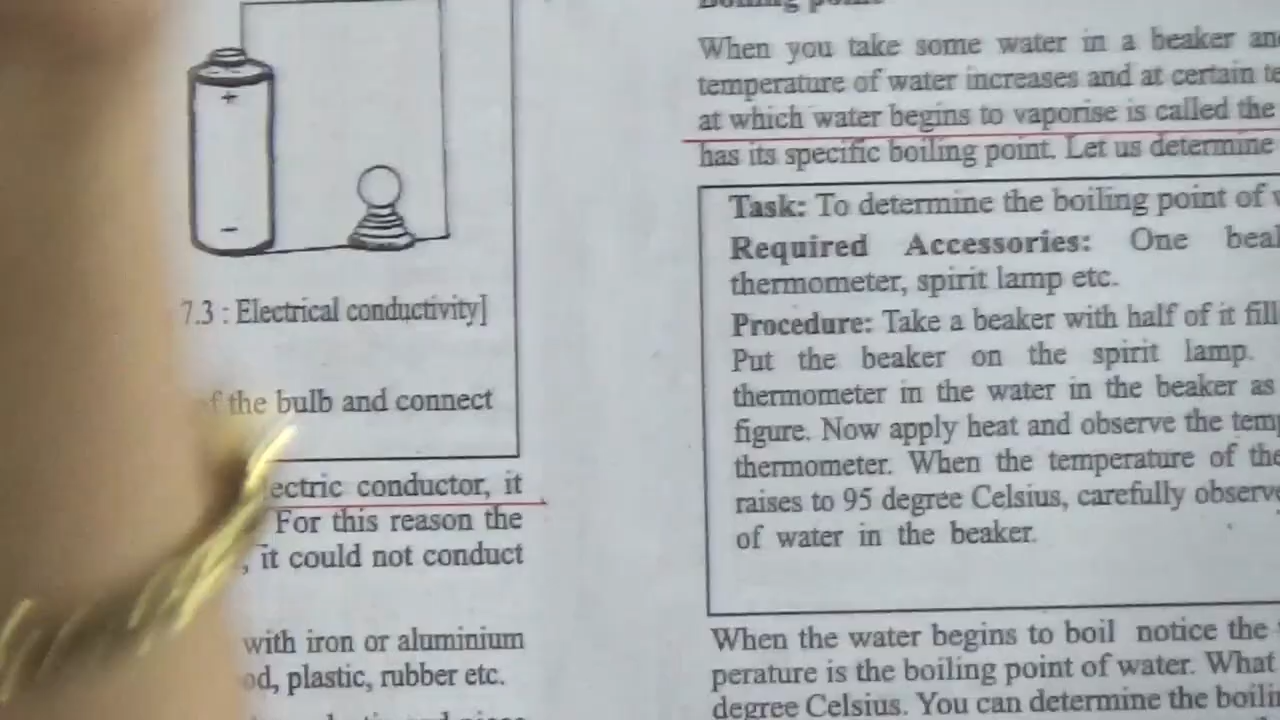 +
−
7.3 : Electrical conductivity]
of the bulb and connect
ectric conductor, it
For this reason the
, it could not conduct
with iron or aluminium
od, plastic, rubber etc.
Boiling point
When you take some water in a beaker and
temperature of water increases and at certain te
at which water begins to vaporise is called the
has its specific boiling point. Let us determine
Task: To determine the boiling point of
Required Accessories: One beak
thermometer, spirit lamp etc.
Procedure: Take a beaker with half of it fill
Put the beaker on the spirit lamp.
thermometer in the water in the beaker as
figure. Now apply heat and observe the temp
thermometer. When the temperature of the
raises to 95 degree Celsius, carefully observe
of water in the beaker.
When the water begins to boil notice the
perature is the boiling point of water. What
degree Celsius. You can determine the boili